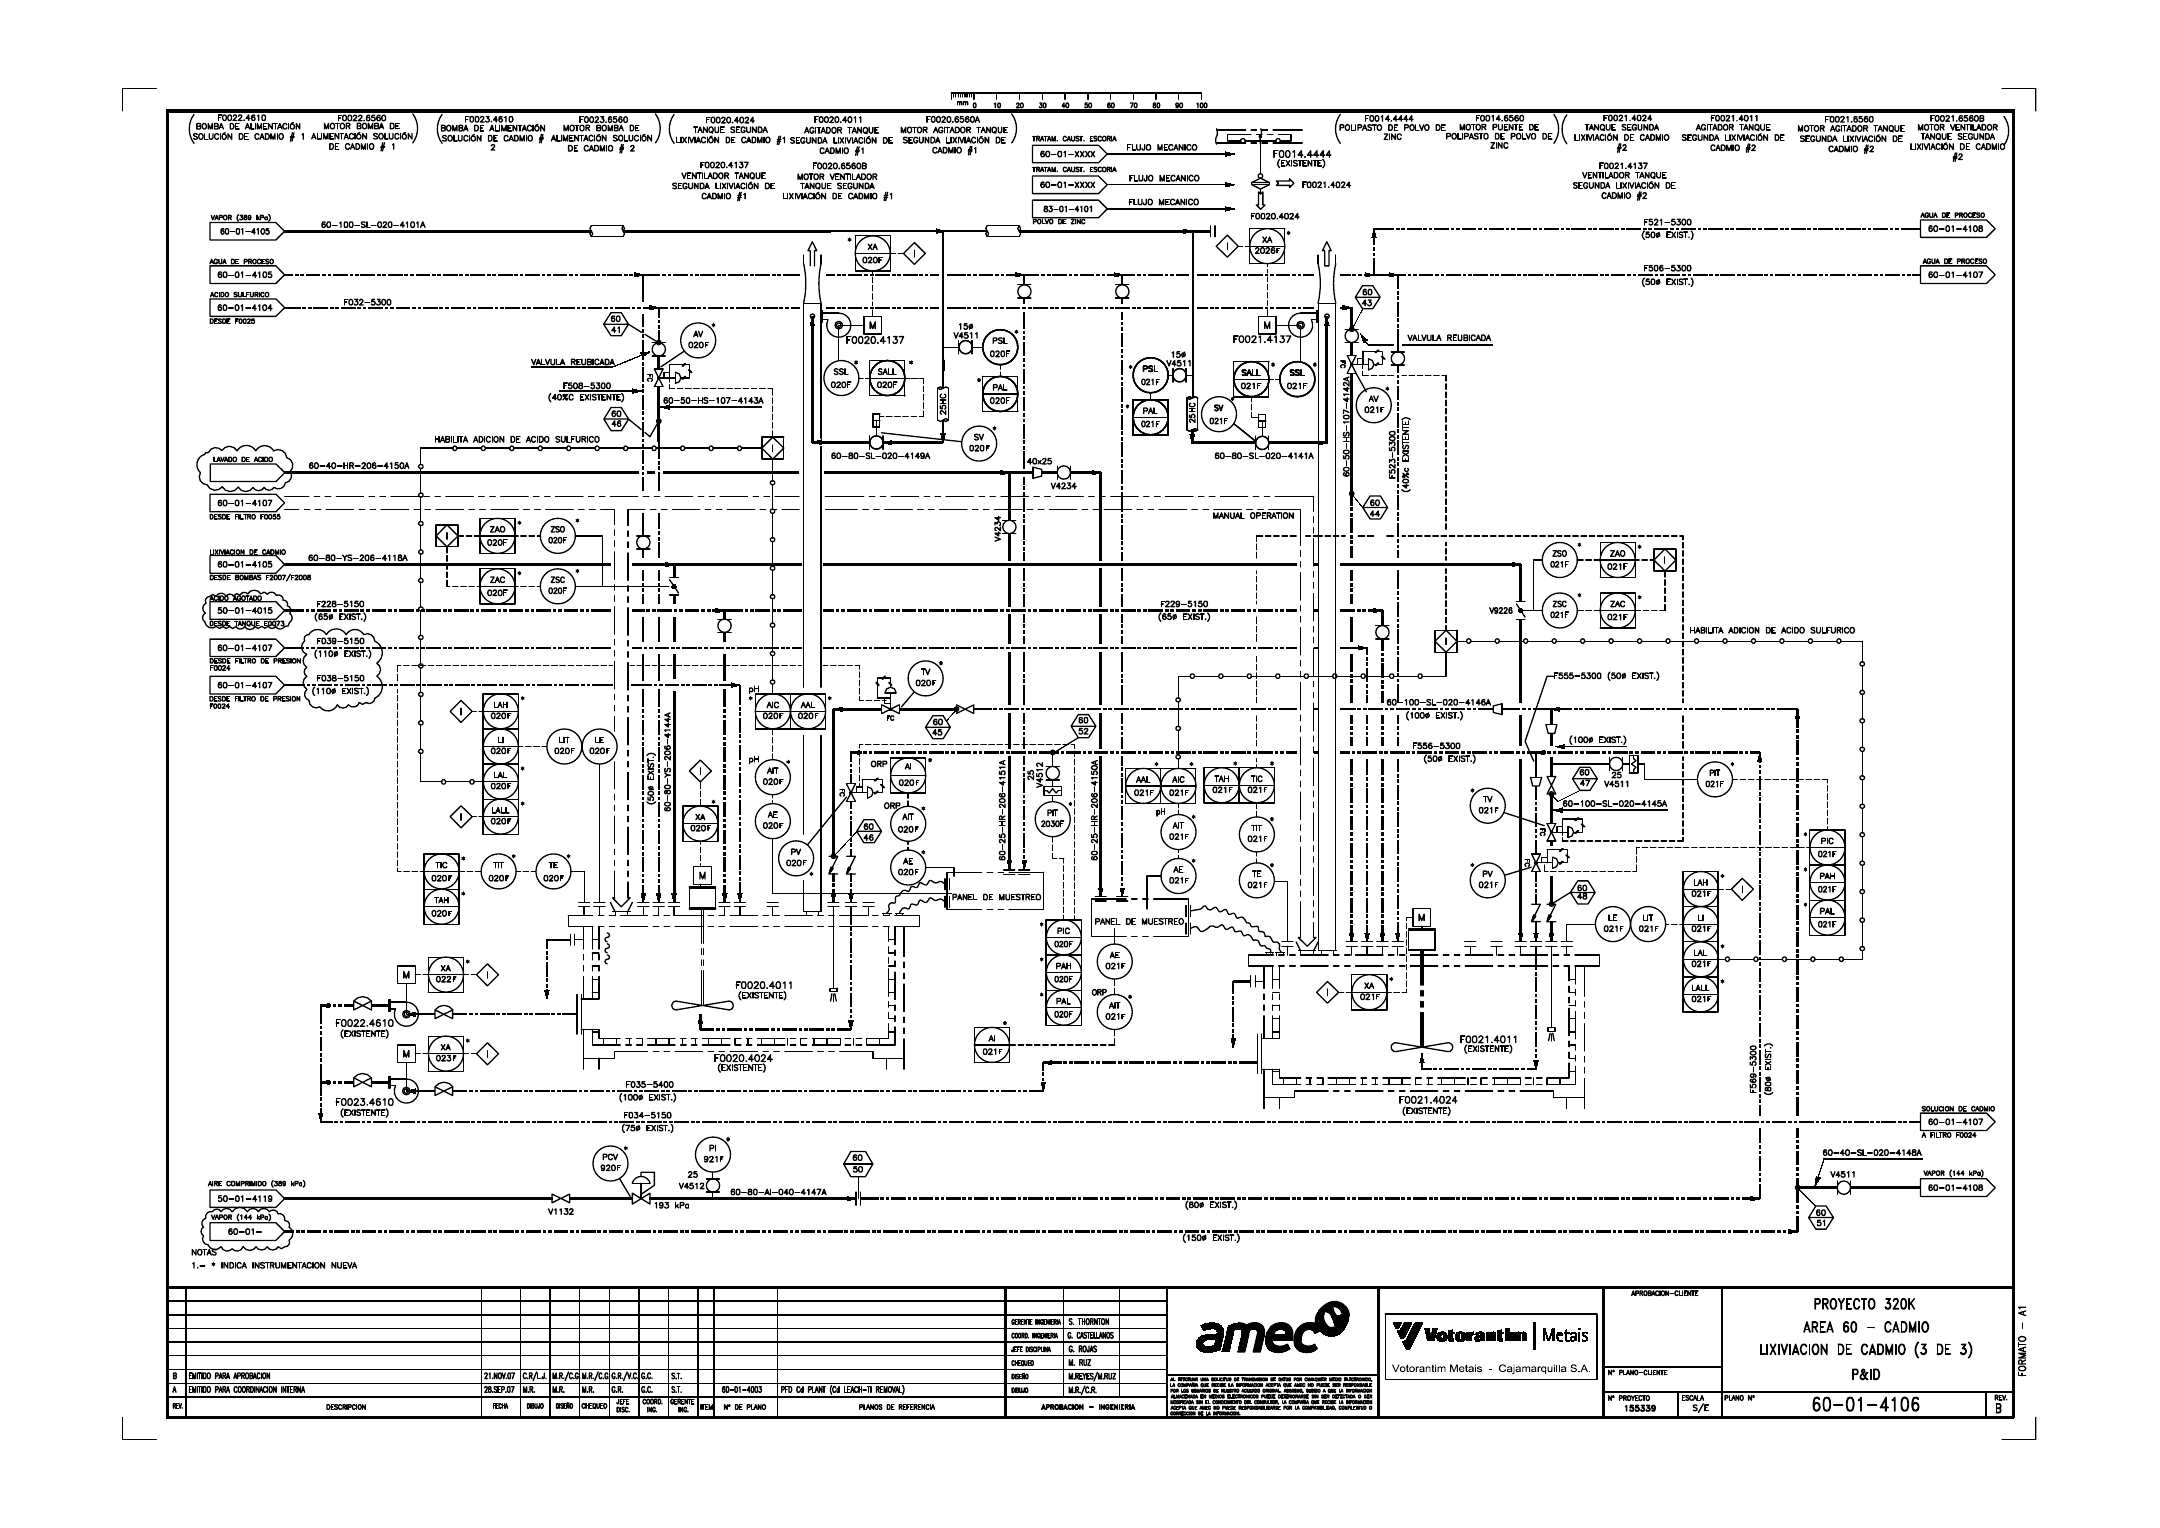 mm 0 10 20 30 40 50 60 70 80 90 100
F0022.4610
BOMBA DE ALIMENTACIÓN
SOLUCIÓN DE CADMIO # 1
F0022.6560
MOTOR BOMBA DE
ALIMENTACIÓN SOLUCIÓN
DE CADMIO # 1
F0023.4610
BOMBA DE ALIMENTACIÓN
SOLUCIÓN DE CADMIO #
2
F0023.6560
MOTOR BOMBA DE
ALIMENTACIÓN SOLUCIÓN
DE CADMIO # 2
F0020.4024
TANQUE SEGUNDA
LIXIVIACIÓN DE CADMIO #1
F0020.4011
AGITADOR TANQUE
SEGUNDA LIXIVIACIÓN DE
CADMIO #1
F0020.6560A
MOTOR AGITADOR TANQUE
SEGUNDA LIXIVIACIÓN DE
CADMIO #1
F0020.4137
VENTILADOR TANQUE
SEGUNDA LIXIVIACIÓN DE
CADMIO #1
F0020.6560B
MOTOR VENTILADOR
TANQUE SEGUNDA
LIXIVIACIÓN DE CADMIO #1
TRATAM. CAUST. ESCORIA
60-01-XXXX
FLUJO MECANICO
TRATAM. CAUST. ESCORIA
60-01-XXXX
FLUJO MECANICO
83-01-4101
FLUJO MECANICO
POLVO DE ZINC
F0014.4444
(EXISTENTE)
F0021.4024
F0020.4024
F0014.4444
POLIPASTO DE POLVO DE
ZINC
F0014.6560
MOTOR PUENTE DE
POLIPASTO DE POLVO DE
ZINC
F0021.4024
TANQUE SEGUNDA
LIXIVIACIÓN DE CADMIO
#2
F0021.4011
AGITADOR TANQUE
SEGUNDA LIXIVIACIÓN DE
CADMIO #2
F0021.6560
MOTOR AGITADOR TANQUE
SEGUNDA LIXIVIACIÓN DE
CADMIO #2
F0021.6560B
MOTOR VENTILADOR
TANQUE SEGUNDA
LIXIVIACIÓN DE CADMIO
#2
F0021.4137
VENTILADOR TANQUE
SEGUNDA LIXIVIACIÓN DE
CADMIO #2
VAPOR (389 kPa)
60-01-4105
60-100-SL-020-4101A
AGUA DE PROCESO
60-01-4105
ACIDO SULFURICO
60-01-4104
DESDE F0025
F032-5300
F521-5300
(50ø EXIST.)
AGUA DE PROCESO
60-01-4108
F506-5300
(50ø EXIST.)
AGUA DE PROCESO
60-01-4107
XA
020F
I
I
XA
2026F
60
41
AV
020F
VALVULA REUBICADA
FC
F508-5300
(40%C EXISTENTE)
60-50-HS-107-4143A
60
46
M
F0020.4137
SSL
020F
SALL
020F
15ø
V4511
PSL
020F
PAL
020F
25HC
SV
020F
60-80-SL-020-4149A
M
F0021.4137
15ø
V4511
PSL
021F
PAL
021F
25HC
SALL
021F
SSL
021F
SV
021F
60-80-SL-020-4141A
60
43
VALVULA REUBICADA
FC
AV
021F
60-50-HS-107-4142A
F523-5300
(40%c EXISTENTE)
60
44
HABILITA ADICION DE ACIDO SULFURICO
I
LAVADO DE ACIDO
60-40-HR-206-4150A
40x25
V4234
V4234
60-01-4107
DESDE FILTRO F0055
MANUAL OPERATION
I
ZAO
020F
ZSO
020F
ZAC
020F
ZSC
020F
LIXIVIACION DE CADMIO
60-01-4105
DESDE BOMBAS F2007/F2008
60-80-YS-206-4118A
ZSO
021F
ZAO
021F
I
ZSC
021F
ZAC
021F
V9226
ACIDO AGOTADO
50-01-4015
DESDE TANQUE E0073
F228-5150
(65ø EXIST.)
F229-5150
(65ø EXIST.)
60-01-4107
DESDE FILTRO DE PRESION
F0024
F039-5150
(110ø EXIST.)
60-01-4107
DESDE FILTRO DE PRESION
F0024
F038-5150
(110ø EXIST.)
I
HABILITA ADICION DE ACIDO SULFURICO
I
LAH
020F
LI
020F
LAL
020F
LALL
020F
I
LIT
020F
LE
020F
(50ø EXIST.)
60-80-YS-206-4144A
pH
AIC
020F
AAL
020F
TV
020F
FC
60
45
60
52
60-100-SL-020-4146A
(100ø EXIST.)
F555-5300 (50ø EXIST.)
F556-5300
(50ø EXIST.)
(100ø EXIST.)
60
47
25
V4511
PIT
021F
60-100-SL-020-4145A
I
XA
020F
pH
AIT
020F
AE
020F
ORP
AI
020F
ORP
AIT
020F
AE
020F
FC
60
46
PV
020F
25
V4512
PIT
2030F
60-25-HR-206-4151A
60-25-HR-206-4150A
AAL
021F
AIC
021F
TAH
021F
TIC
021F
pH
AIT
021F
AE
021F
TIT
021F
TE
021F
TV
021F
FC
PV
021F
FC
60
48
PIC
021F
PAH
021F
PAL
021F
TIC
020F
TAH
020F
TIT
020F
TE
020F
M
PANEL DE MUESTREO
PANEL DE MUESTREO
PIC
020F
PAH
020F
PAL
020F
AE
021F
ORP
AIT
021F
AI
021F
M
I
XA
021F
LE
021F
LIT
021F
LAH
021F
LI
021F
LAL
021F
LALL
021F
I
M
XA
022F
I
F0022.4610
(EXISTENTE)
M
XA
023F
I
F0023.4610
(EXISTENTE)
F0020.4011
(EXISTENTE)
F0020.4024
(EXISTENTE)
F0021.4011
(EXISTENTE)
F0021.4024
(EXISTENTE)
F035-5400
(100ø EXIST.)
F034-5150
(75ø EXIST.)
F569-5300
(80ø EXIST.)
SOLUCION DE CADMIO
60-01-4107
A FILTRO F0024
PCV
920F
PI
921F
25
V4512
60
50
60-40-SL-020-4148A
V4511
VAPOR (144 kPa)
60-01-4108
AIRE COMPRIMIDO (389 kPa)
50-01-4119
V1132
193 kPa
60-80-AI-040-4147A
(80ø EXIST.)
60
51
VAPOR (144 kPa)
60-01-
(150ø EXIST.)
NOTAS
1.- * INDICA INSTRUMENTACION NUEVA
B EMITIDO PARA APROBACION 21.NOV.07 C.R/L.J. M.R./C.G M.R./C.G G.R./V.C G.C. S.T.
A EMITIDO PARA COORDINACION INTERNA 28.SEP.07 M.R. M.R. M.R. G.R. G.C. S.T. 60-01-4003 PFD Cd PLANT (Cd LEACH-TI REMOVAL)
REV. DESCRIPCION FECHA DIBUJO DISEÑO CHEQUEO JEFE DISC. COORD. ING. GERENTE ING. ITEM N° DE PLANO PLANOS DE REFERENCIA
GERENTE INGENIERIA S. THORNTON
COORD. INGENIERIA G. CASTELLANOS
JEFE DISCIPLINA G. ROJAS
CHEQUEO M. RUZ
DISEÑO M.REYES/M.RUZ
DIBUJO M.R./C.R.
APROBACION - INGENIERIA
amec
Votorantim | Metais
Votorantim Metais - Cajamarquilla S.A.
APROBACION-CLIENTE
N° PLANO-CLIENTE
N° PROYECTO
155339
ESCALA
S/E
PROYECTO 320K
AREA 60 - CADMIO
LIXIVIACION DE CADMIO (3 DE 3)
P&ID
PLANO N°
60-01-4106
REV.
B
FORMATO - A1